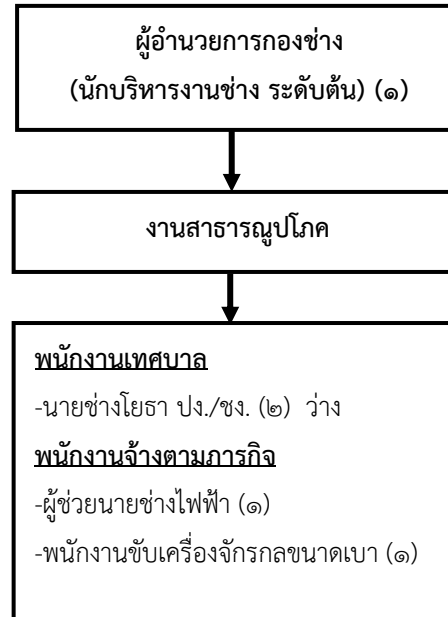 ผู้อำนวยการกองช่าง
(นักบริหารงานช่าง ระดับต้น) (๑)
งานสาธารณูปโภค
พนักงานเทศบาล
-นายช่างโยธา ปง./ชง. (๒) ว่าง
พนักงานจ้างตามภารกิจ
-ผู้ช่วยนายช่างไฟฟ้า (๑)
-พนักงานขับเครื่องจักรกลขนาดเบา (๑)